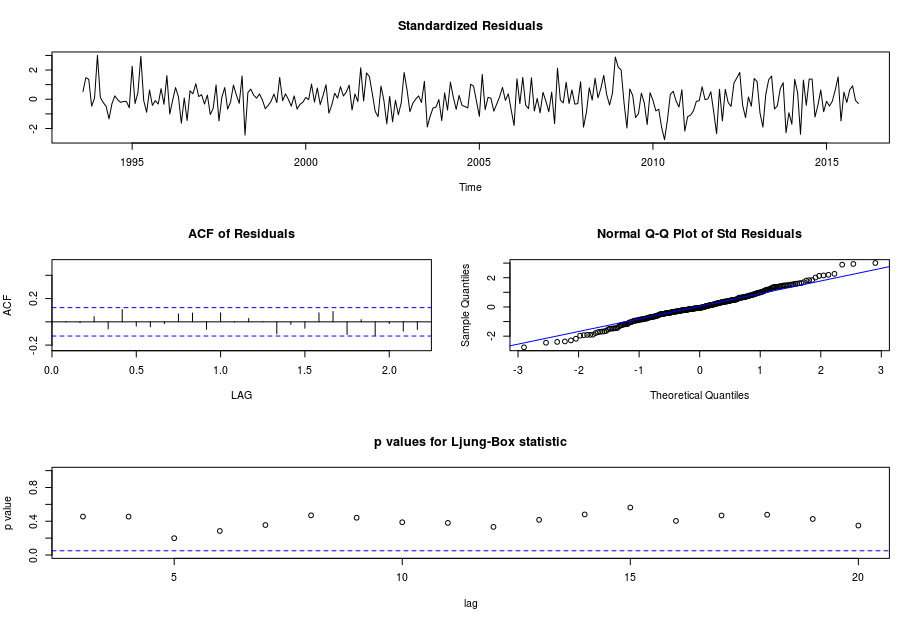 Standardized Residuals
2
0
-2
1995 2000 2005 2010 2015
Time
ACF of Residuals
ACF
0.2
-0.2
0.0 0.5 1.0 1.5 2.0
LAG
Normal Q-Q Plot of Std Residuals
Sample Quantiles
2
0
-2
-3 -2 -1 0 1 2 3
Theoretical Quantiles
p values for Ljung-Box statistic
p value
0.8
0.4
0.0
5 10 15 20
lag